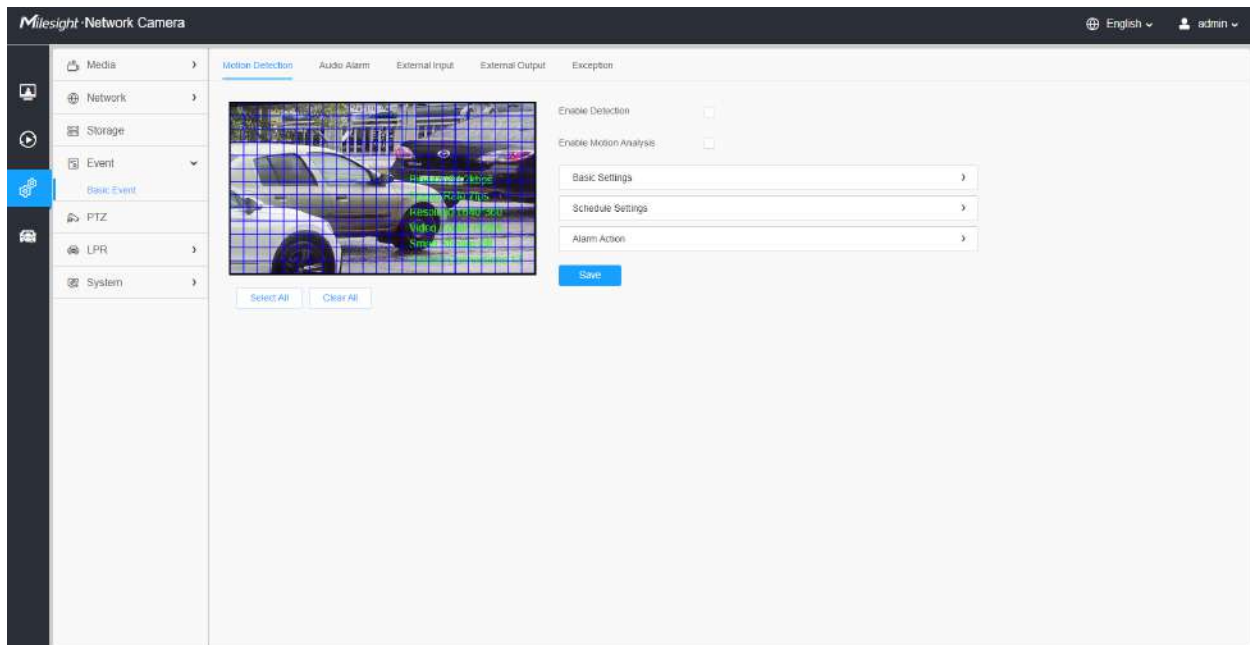 Milesight·Network Camera
English
admin
Media
Network
Storage
Event
Basic Event
PTZ
LPR
System
Motion Detection
Audio Alarm
External Input
External Output
Exception
Enable Detection
Enable Motion Analysis
Basic Settings
Schedule Settings
Alarm Action
Save
Select All
Clear All